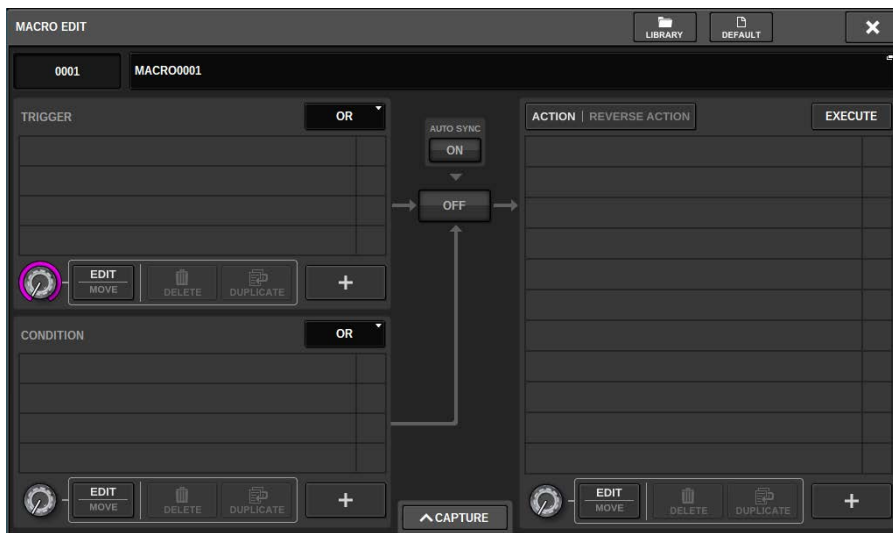 MACRO EDIT
LIBRARY
DEFAULT
0001
MACRO0001
TRIGGER
OR
AUTO SYNC
ON
OFF
ACTION | REVERSE ACTION
EXECUTE
EDIT
MOVE
DELETE
DUPLICATE
+
CONDITION
OR
EDIT
MOVE
DELETE
DUPLICATE
+
CAPTURE
EDIT
MOVE
DELETE
DUPLICATE
+